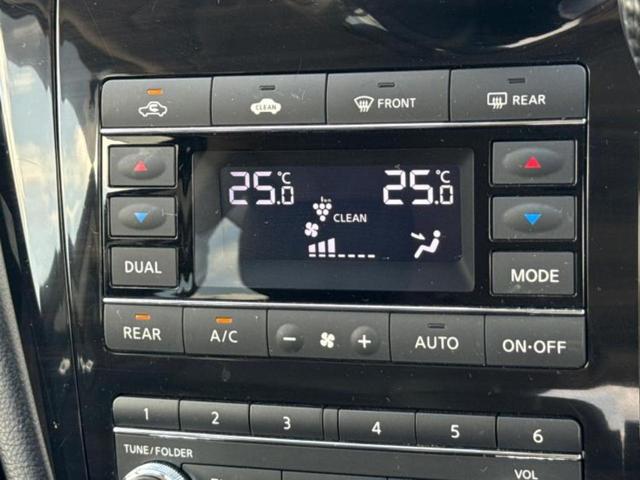 CLEAN
FRONT
REAR
25.0°C
25.0°C
CLEAN
DUAL
MODE
REAR
A/C
− +
AUTO
ON·OFF
1 2 3 4 5 6
TUNE/FOLDER
VOL